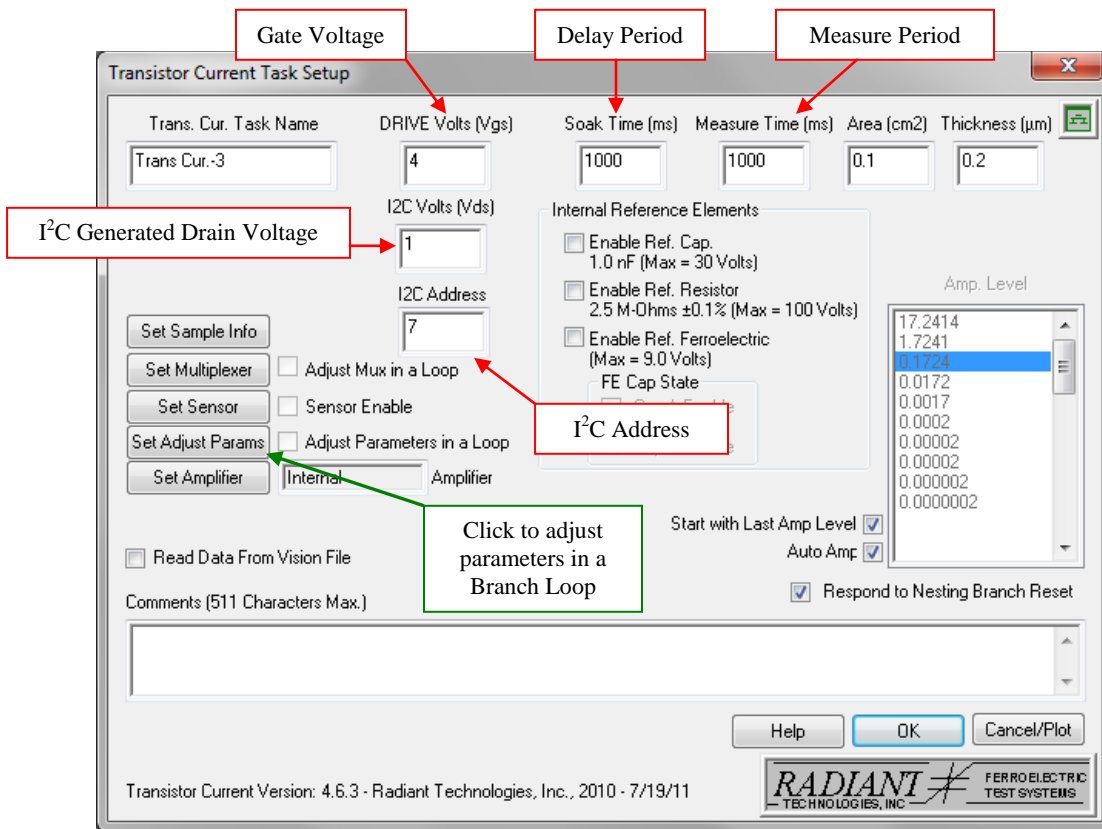 Gate Voltage
Delay Period
Measure Period
Transistor Current Task Setup
Trans. Cur. Task Name
DRIVE Volts (Vgs)
Soak Time (ms)
Measure Time (ms)
Area (cm2)
Thickness (µm)
Trans Cur.-3
4
1000
1000
0.1
0.2
I2C Volts (Vds)
I²C Generated Drain Voltage
1
I2C Address
7
Internal Reference Elements
Enable Ref. Cap.
1.0 nF (Max = 30 Volts)
Enable Ref. Resistor
2.5 M-Ohms ±0.1% (Max = 100 Volts)
Enable Ref. Ferroelectric
(Max = 9.0 Volts)
FE Cap State
I²C Address
Amp. Level
17.2414
1.7241
0.1724
0.0172
0.0017
0.0002
0.00002
0.00002
0.000002
0.0000002
Set Sample Info
Set Multiplexer
Adjust Mux in a Loop
Set Sensor
Sensor Enable
Set Adjust Params
Adjust Parameters in a Loop
Set Amplifier
Internal
Amplifier
Click to adjust
parameters in a
Branch Loop
Start with Last Amp Level
Auto Amp
Read Data From Vision File
Respond to Nesting Branch Reset
Comments (511 Characters Max.)
Help
OK
Cancel/Plot
Transistor Current Version: 4.6.3 - Radiant Technologies, Inc., 2010 - 7/19/11
RADIANT
TECHNOLOGIES, INC
FERROELECTRIC
TEST SYSTEMS